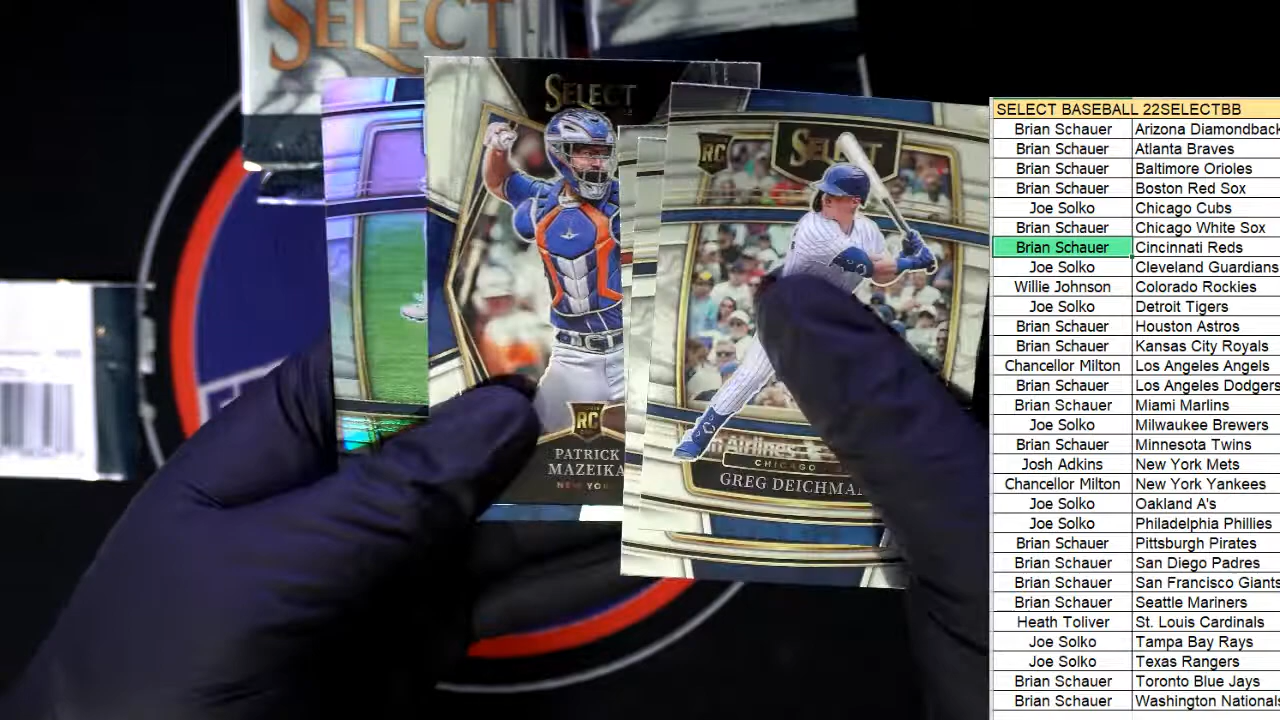 SELECT
SELECT
PATRICK
MAZEIKA
NEW YOR
RC
RC
SELECT
CHICAGO
GREG DEICHMA
SELECT BASEBALL 22SELECTBB
Brian Schauer Arizona Diamondback
Brian Schauer Atlanta Braves
Brian Schauer Baltimore Orioles
Brian Schauer Boston Red Sox
Joe Solko Chicago Cubs
Brian Schauer Chicago White Sox
Brian Schauer Cincinnati Reds
Joe Solko Cleveland Guardians
Willie Johnson Colorado Rockies
Joe Solko Detroit Tigers
Brian Schauer Houston Astros
Brian Schauer Kansas City Royals
Chancellor Milton Los Angeles Angels
Brian Schauer Los Angeles Dodgers
Brian Schauer Miami Marlins
Joe Solko Milwaukee Brewers
Brian Schauer Minnesota Twins
Josh Adkins New York Mets
Chancellor Milton New York Yankees
Joe Solko Oakland A's
Joe Solko Philadelphia Phillies
Brian Schauer Pittsburgh Pirates
Brian Schauer San Diego Padres
Brian Schauer San Francisco Giants
Brian Schauer Seattle Mariners
Heath Toliver St. Louis Cardinals
Joe Solko Tampa Bay Rays
Joe Solko Texas Rangers
Brian Schauer Toronto Blue Jays
Brian Schauer Washington Nationals